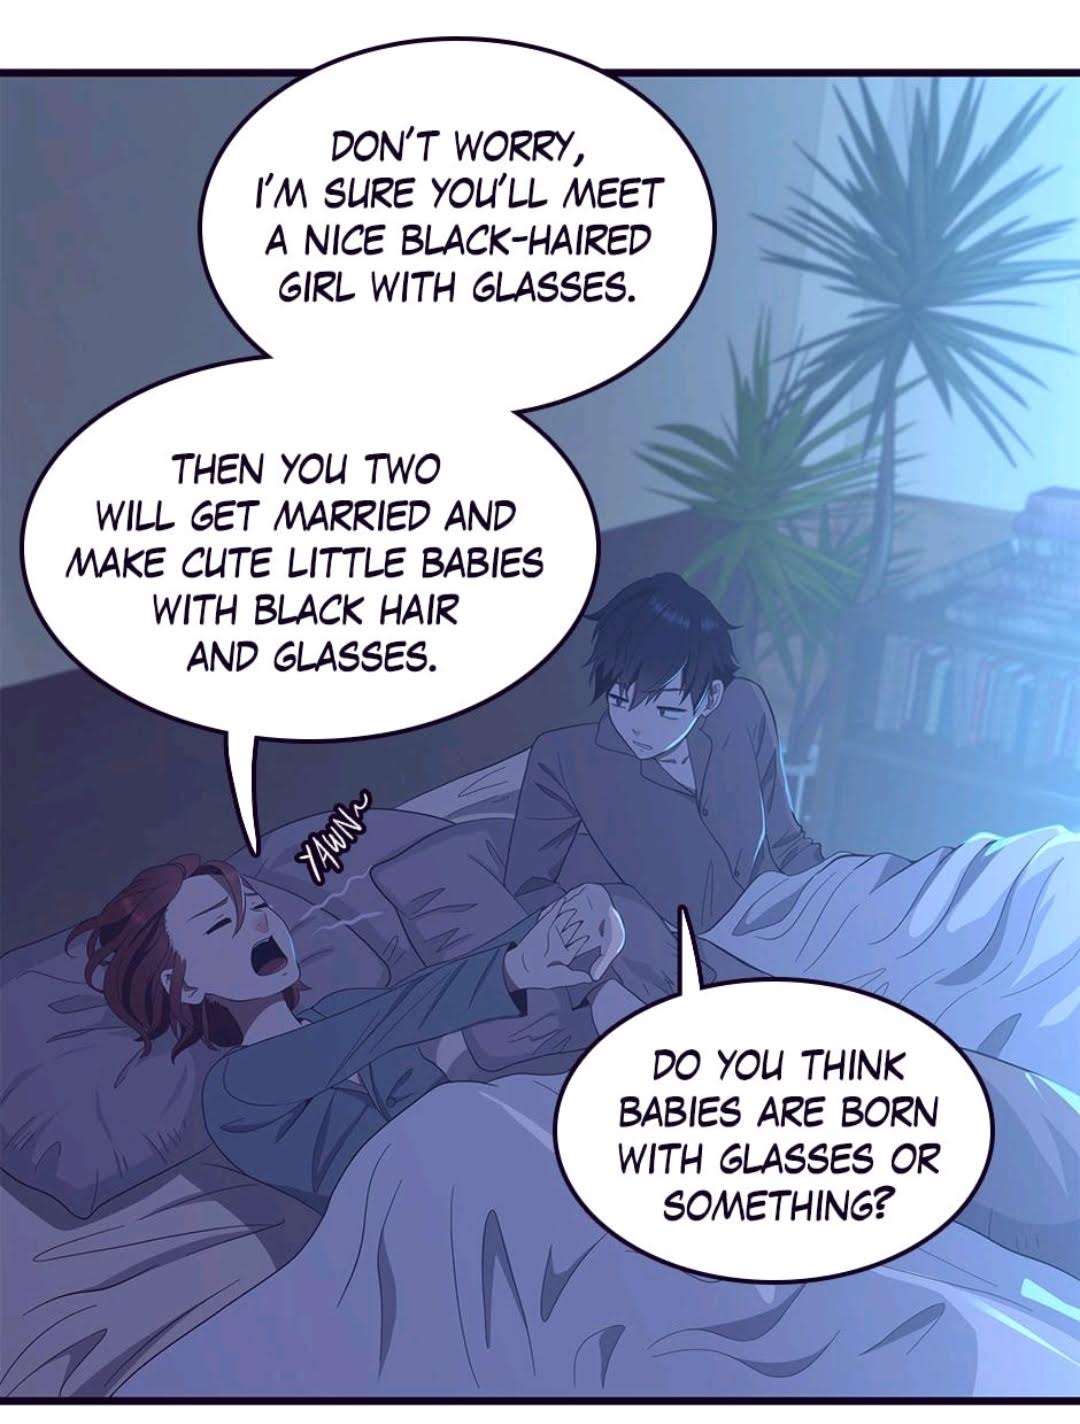 DON'T WORRY,
I'M SURE YOU'LL MEET
A NICE BLACK-HAIRED
GIRL WITH GLASSES.
THEN YOU TWO
WILL GET MARRIED AND
MAKE CUTE LITTLE BABIES
WITH BLACK HAIR
AND GLASSES.
YAWN~
DO YOU THINK
BABIES ARE BORN
WITH GLASSES OR
SOMETHING?